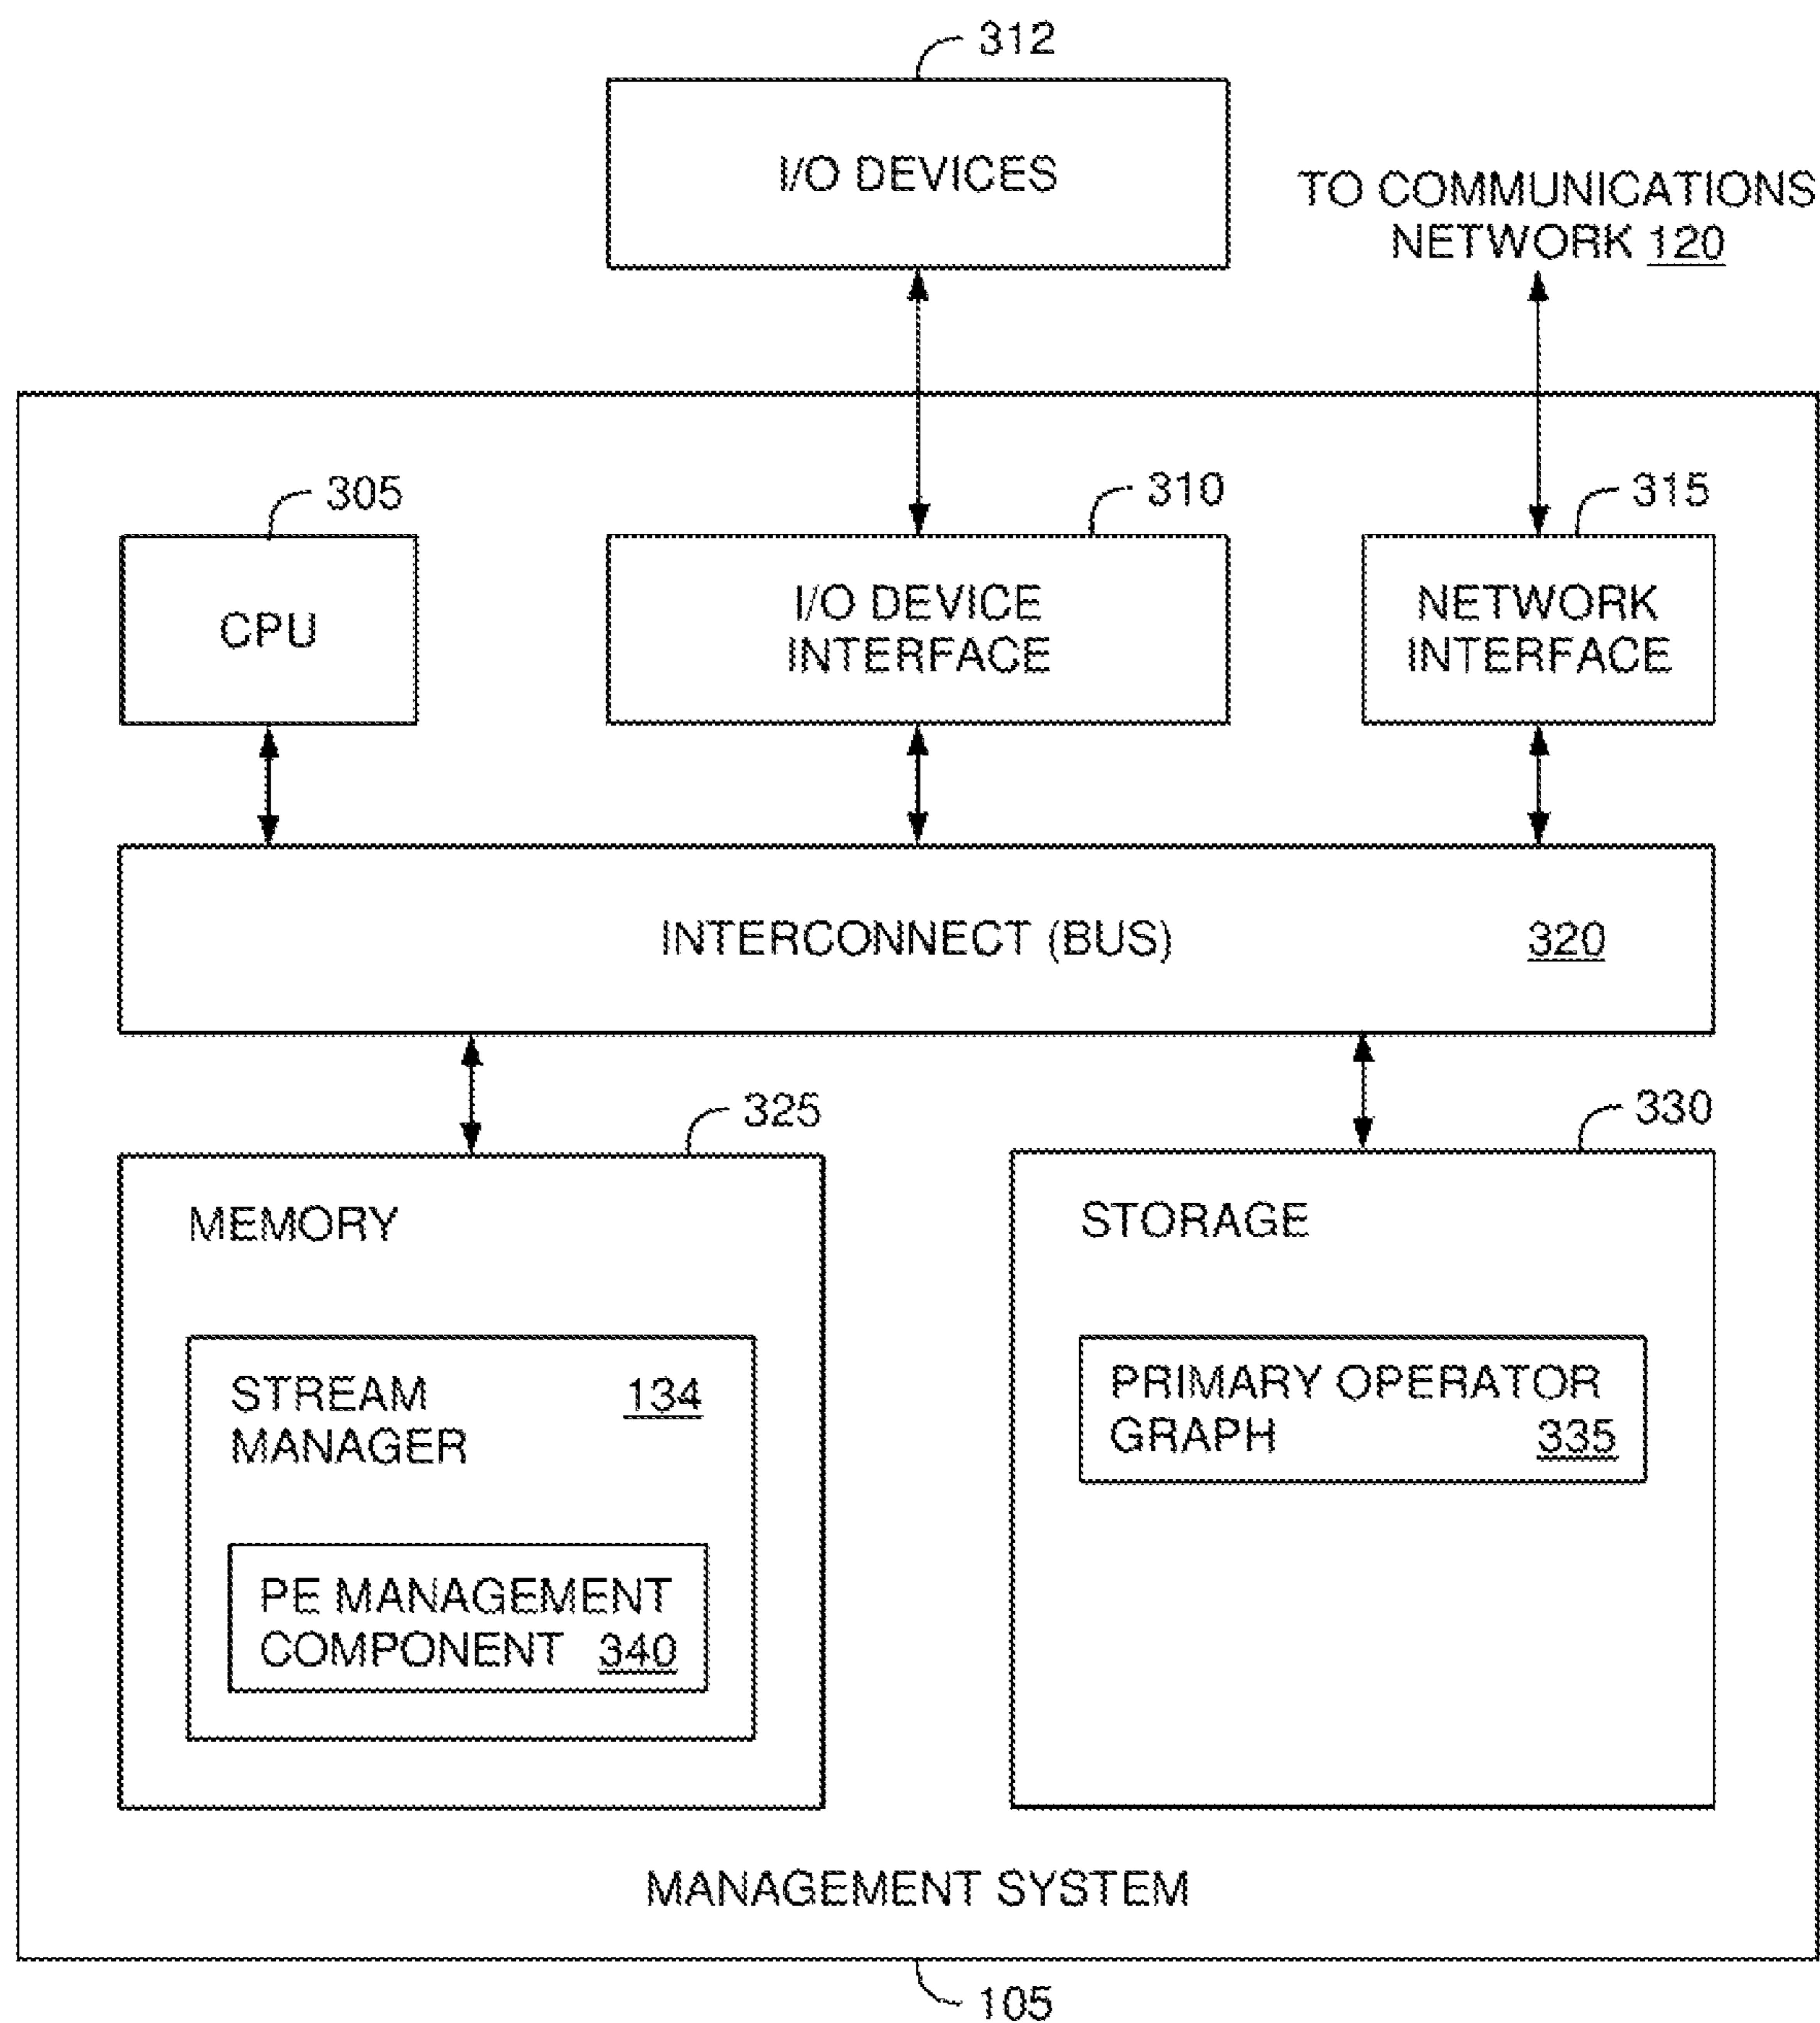 312
I/O DEVICES
TO COMMUNICATIONS
NETWORK 120
305
310
315
CPU
I/O DEVICE
INTERFACE
NETWORK
INTERFACE
INTERCONNECT (BUS) 320
325
330
MEMORY
STORAGE
STREAM 134
MANAGER
PRIMARY OPERATOR
GRAPH 335
PE MANAGEMENT
COMPONENT 340
MANAGEMENT SYSTEM
105